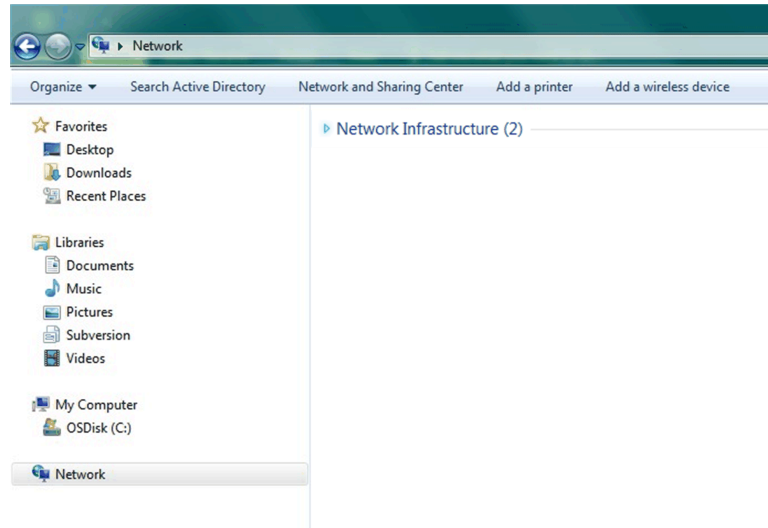 Network
Organize Search Active Directory Network and Sharing Center Add a printer Add a wireless device
Favorites
Desktop
Downloads
Recent Places
Libraries
Documents
Music
Pictures
Subversion
Videos
My Computer
OSDisk (C:)
Network
Network Infrastructure (2)